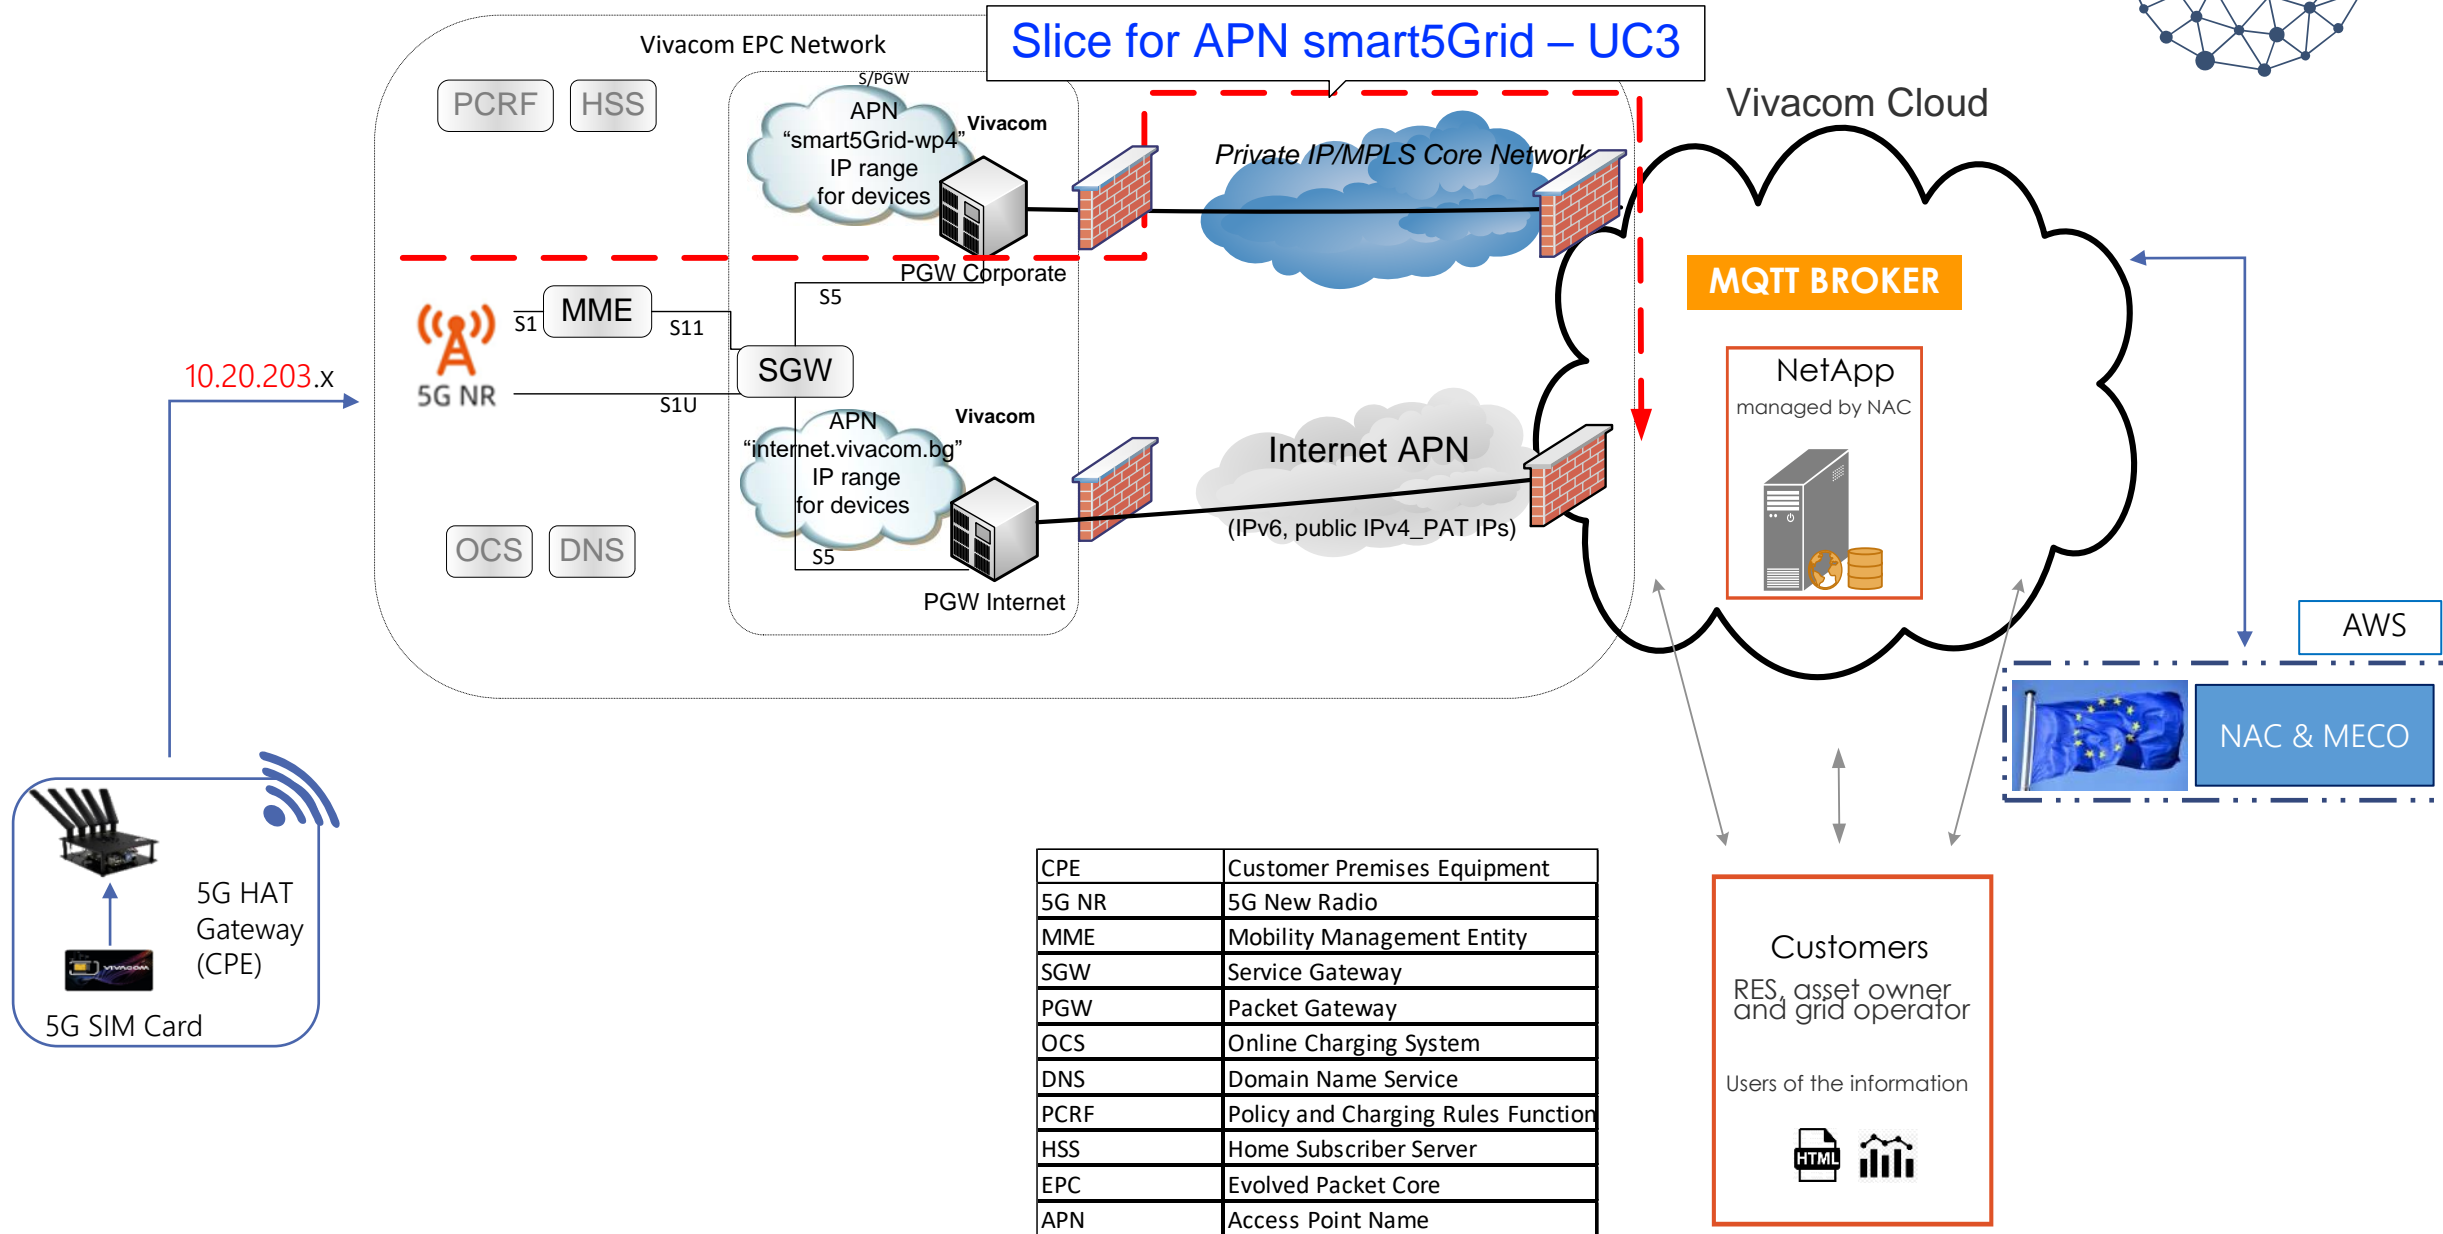 Vivacom EPC Network
Slice for APN smart5Grid – UC3
PCRF
HSS
S/PGW
APN
“smart5Grid-wp4”
IP range
for devices
Vivacom
PGW Corporate
Private IP/MPLS Core Network
Vivacom Cloud
MQTT BROKER
NetApp
managed by NAC
S1
MME
S11
S5
5G NR
SGW
S1U
10.20.203.x
APN
“internet.vivacom.bg”
IP range
for devices
Vivacom
S5
PGW Internet
Internet APN
(IPv6, public IPv4_PAT IPs)
OCS
DNS
AWS
NAC & MECO
5G HAT
Gateway
(CPE)
VIVACOM
5G SIM Card
CPE Customer Premises Equipment
5G NR 5G New Radio
MME Mobility Management Entity
SGW Service Gateway
PGW Packet Gateway
OCS Online Charging System
DNS Domain Name Service
PCRF Policy and Charging Rules Function
HSS Home Subscriber Server
EPC Evolved Packet Core
APN Access Point Name
Customers
RES, asset owner
and grid operator
Users of the information
HTML